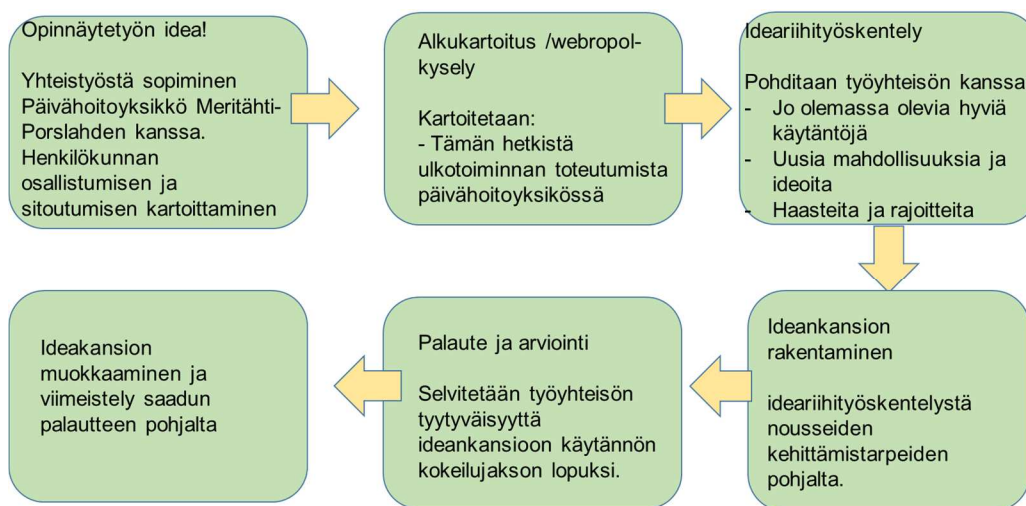 Opinnäytetyön idea!
Yhteistyöstä sopiminen
Päivähoitoyksikkö Meritähti-
Porslahden kanssa.
Henkilökunnan
osallistumisen ja
sitoutumisen kartoittaminen
Alkukartoitus /webropol-
kysely
Kartoitetaan:
- Tämän hetkistä
ulkotoiminnan toteutumista
päivähoitoyksikössä
Ideariihityöskentely
Pohditaan työyhteisön kanssa
- Jo olemassa olevia hyviä
käytäntöjä
- Uusia mahdollisuuksia ja
ideoita
- Haasteita ja rajoitteita
Ideankansion
rakentaminen
ideariihityöskentelystä
nousseiden
kehittämistarpeiden
pohjalta.
Palaute ja arviointi
Selvitetään työyhteisön
tyytyväisyyttä
ideankansioon käytännön
kokeilujakson lopuksi.
Ideakansion
muokkaaminen ja
viimeistely saadun
palautteen pohjalta